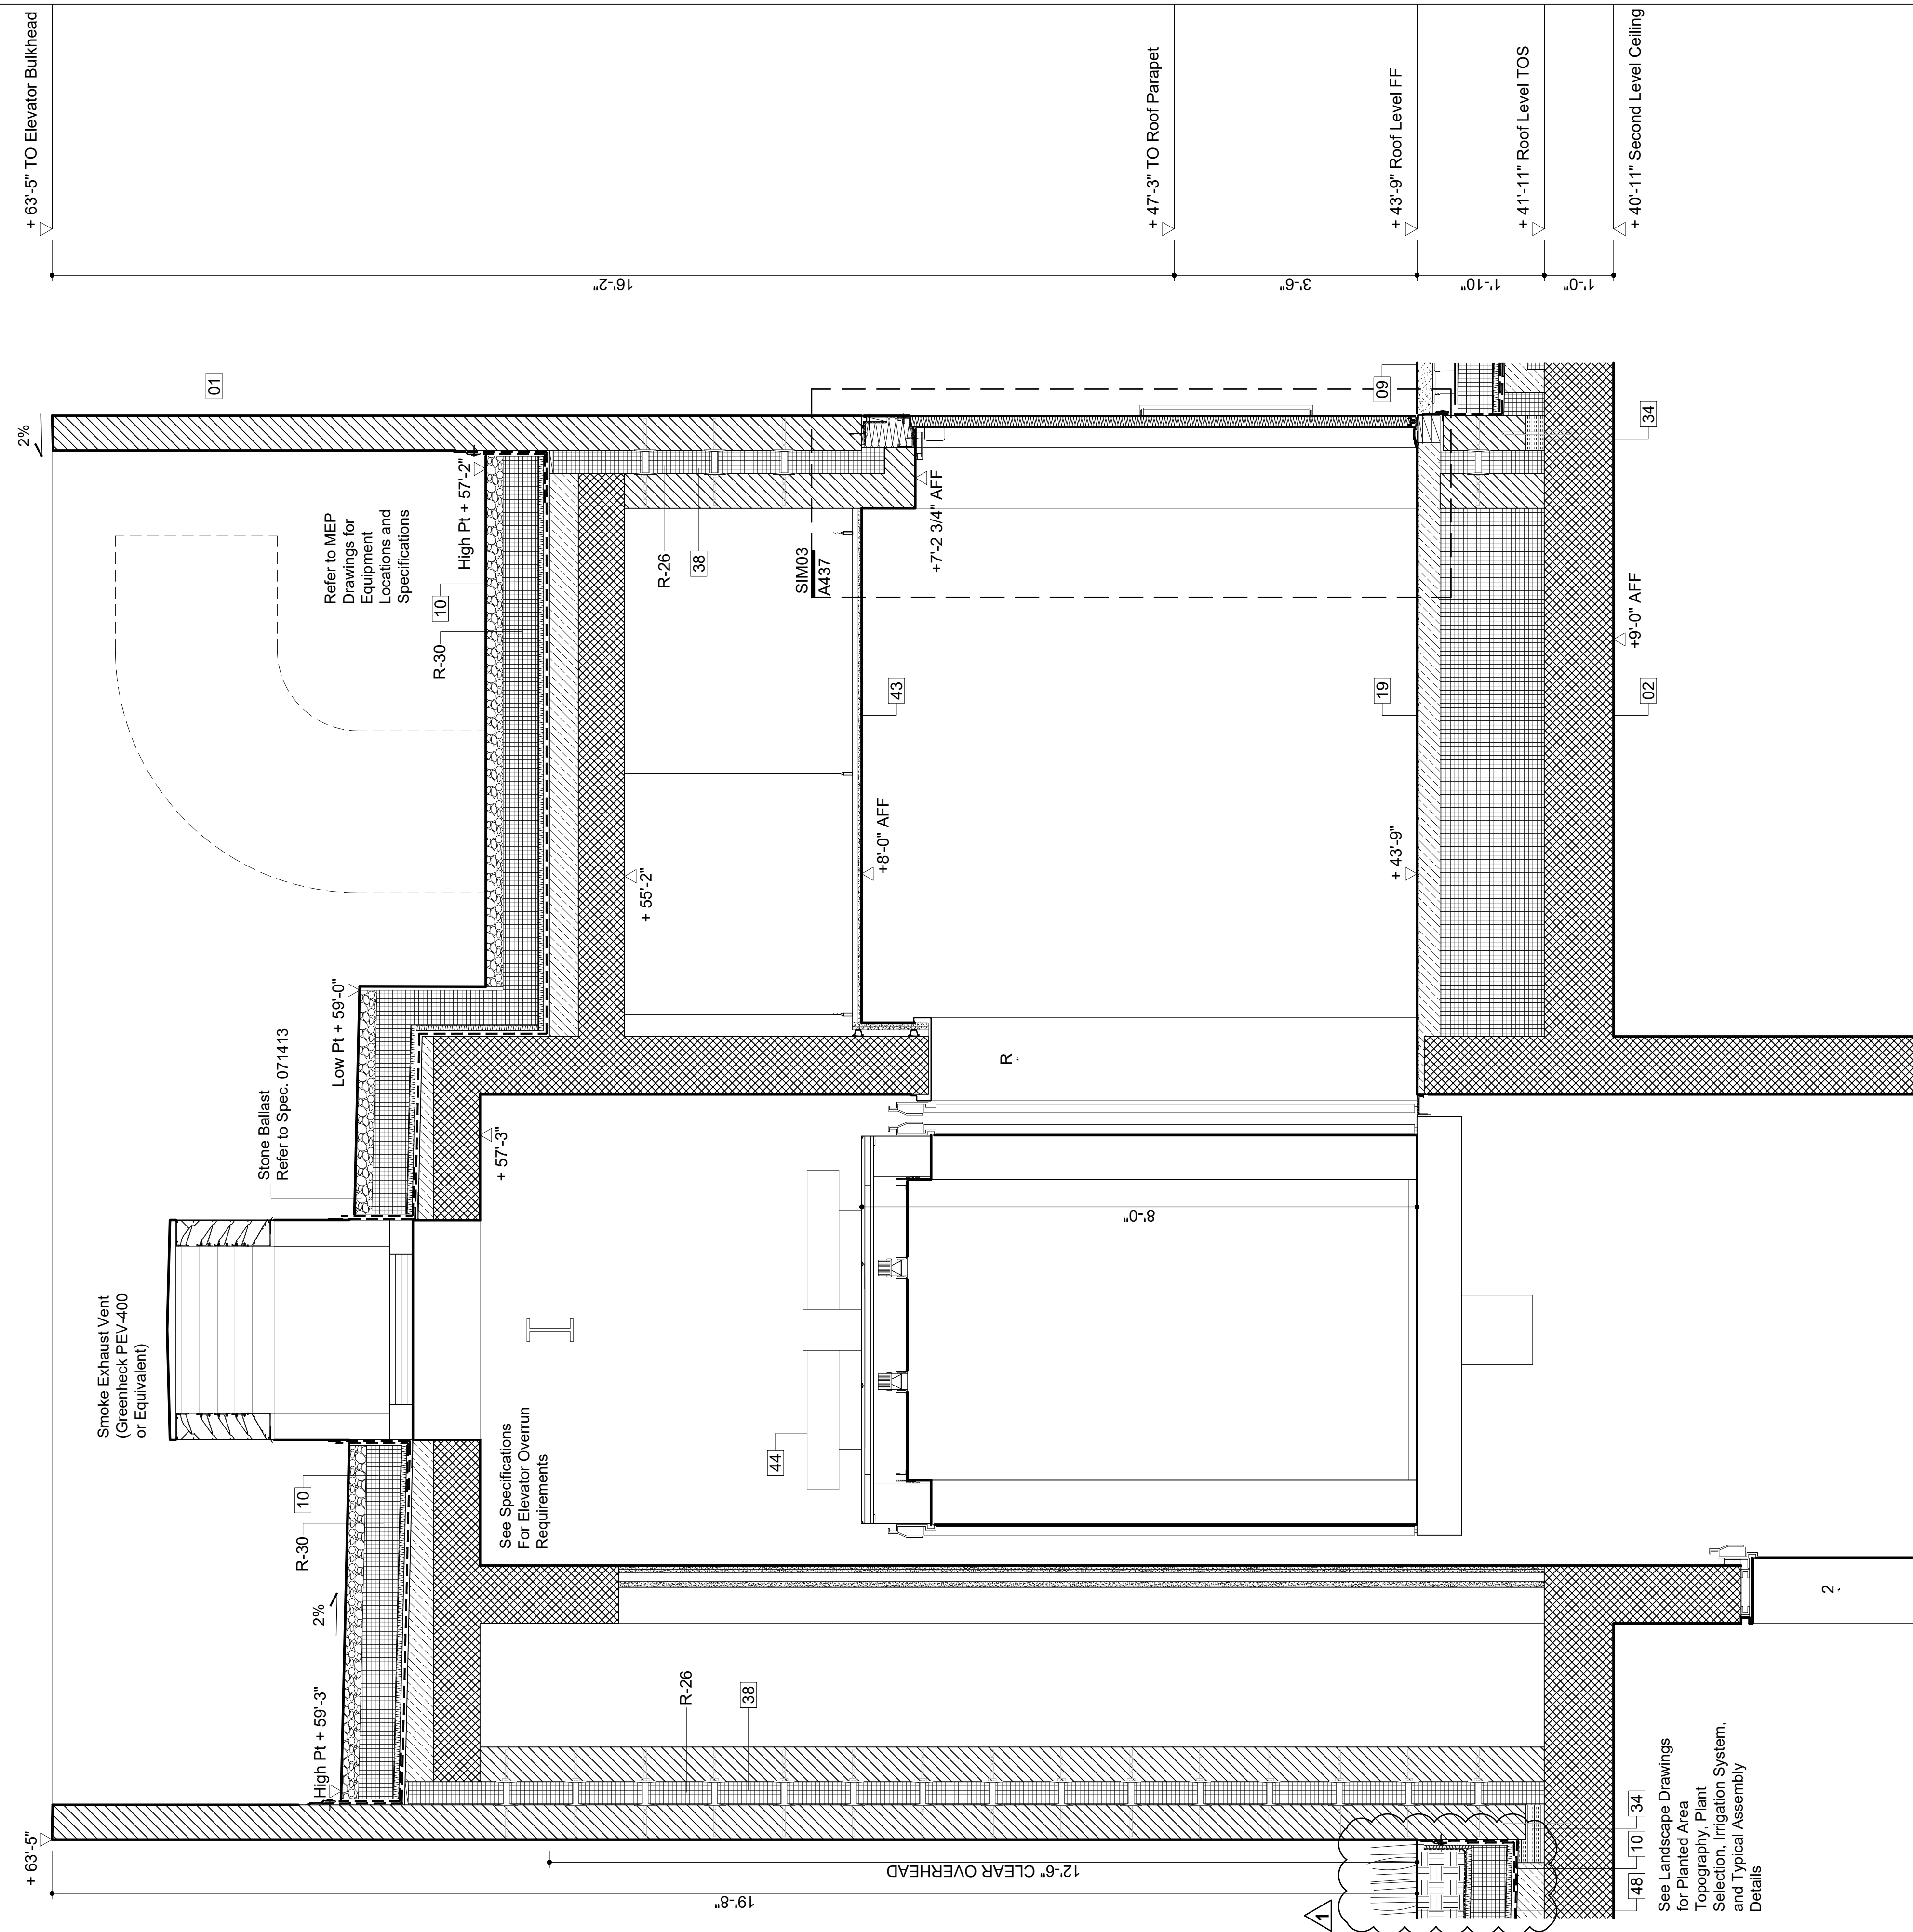 + 63'-5" TO Elevator Bulkhead
+ 47'-3" TO Roof Parapet
+ 43'-9" Roof Level FF
+ 41'-11" Roof Level TOS
+ 40'-11" Second Level Ceiling
16'-2"
3'-6"
1'-10"
1'-0"
2%
01
09
34
Refer to MEP
Drawings for
Equipment
Locations and
Specifications
High Pt + 57'-2"
10
R-30
R-26
38
SIM03
A437
+7'-2 3/4" AFF
+9'-0" AFF
43
19
02
+8'-0" AFF
+ 55'-2"
+ 43'-9"
Low Pt + 59'-0"
Stone Ballast
Refer to Spec. 071413
+ 57'-3"
R
8'-0"
Smoke Exhaust Vent
(Greenheck PEV-400
or Equivalent)
See Specifications
For Elevator Overrun
Requirements
44
10
R-30
2%
High Pt + 59'-3"
R-26
38
2
+ 63'-5"
12'-6" CLEAR OVERHEAD
19'-8"
1
48
10
34
See Landscape Drawings
for Planted Area
Topography, Plant
Selection, Irrigation System,
and Typical Assembly
Details